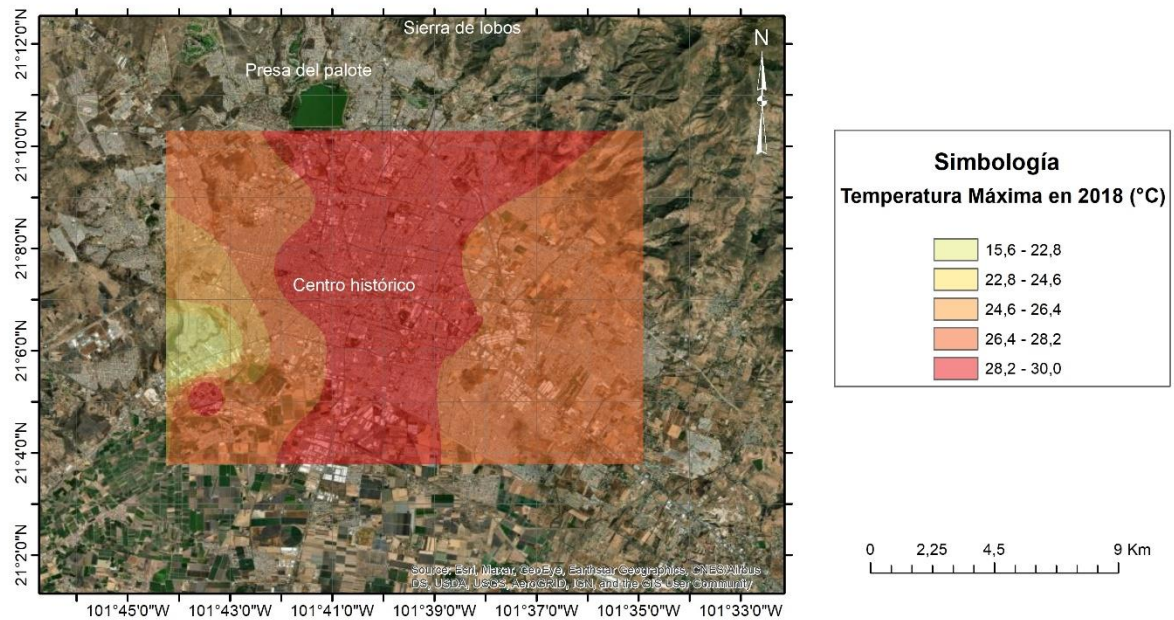 21°12'0"N
21°10'0"N
21°8'0"N
21°6'0"N
21°4'0"N
21°2'0"N
Sierra de lobos
Presa del palote
Centro histórico
N
Source: Esri, Maxar, GeoEye, Earthstar Geographics, CNES/Airbus
DS, USDA, USGS, AeroGRID, IGN, and the GIS User Community
101°45'0"W
101°43'0"W
101°41'0"W
101°39'0"W
101°37'0"W
101°35'0"W
101°33'0"W
Simbología
Temperatura Máxima en 2018 (°C)
15,6 - 22,8
22,8 - 24,6
24,6 - 26,4
26,4 - 28,2
28,2 - 30,0
0 2,25 4,5 9 Km